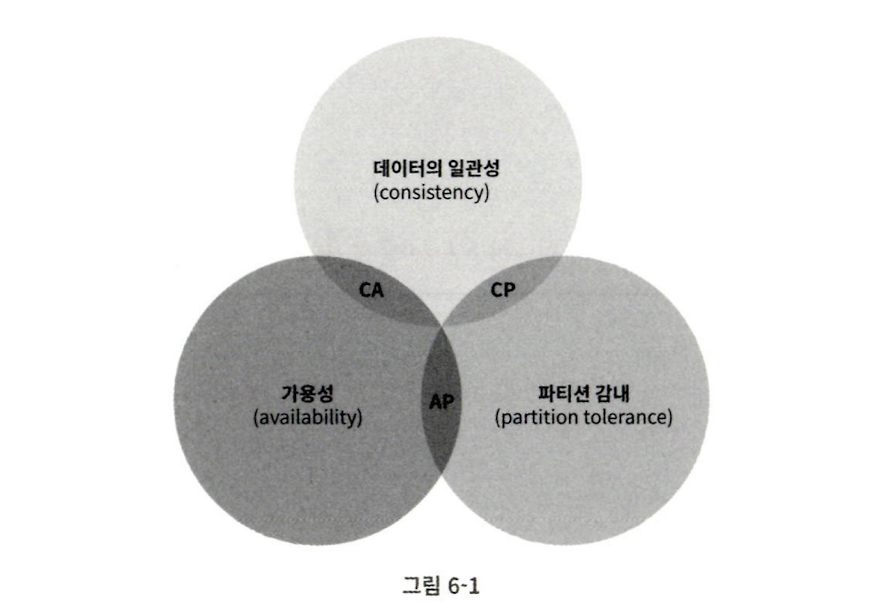 데이터의 일관성
(consistency)
CA
CP
가용성
(availability)
AP
파티션 감내
(partition tolerance)
그림 6-1